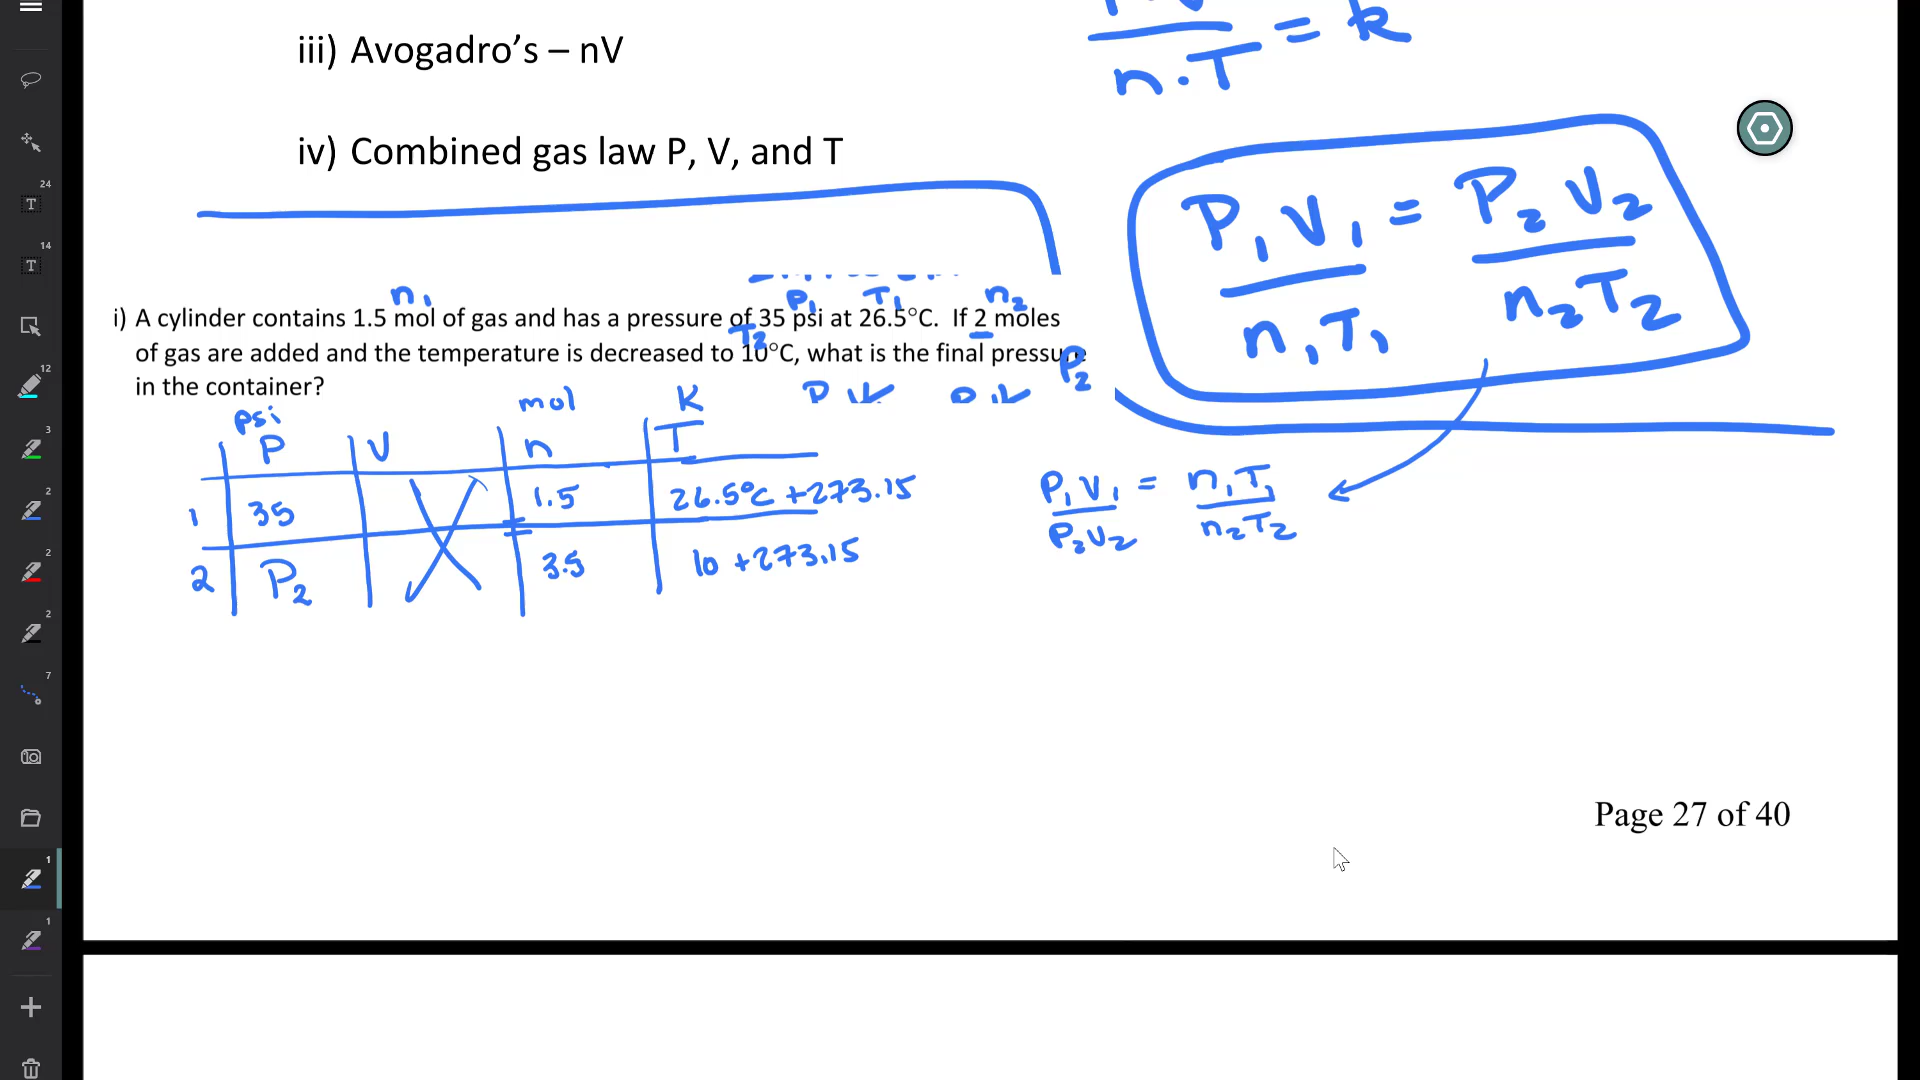 iii) Avogadro's – nV
n·T = k
iv) Combined gas law P, V, and T
P₁V₁ = P₂V₂
n₁T₁ n₂T₂
n₁ P₁ T₁ n₂
i) A cylinder contains 1.5 mol of gas and has a pressure of 35 psi at 26.5°C. If 2 moles
T₂
of gas are added and the temperature is decreased to 10°C, what is the final pressure
P₂
in the container?
psi mol K
P V n T
1 35 1.5 26.5°C +273.15
2 P₂ 3.5 10 +273.15
P₁V₁ = n₁T₁
P₂V₂ n₂T₂
Page 27 of 40
24
14
12
3
2
2
2
7
1
1